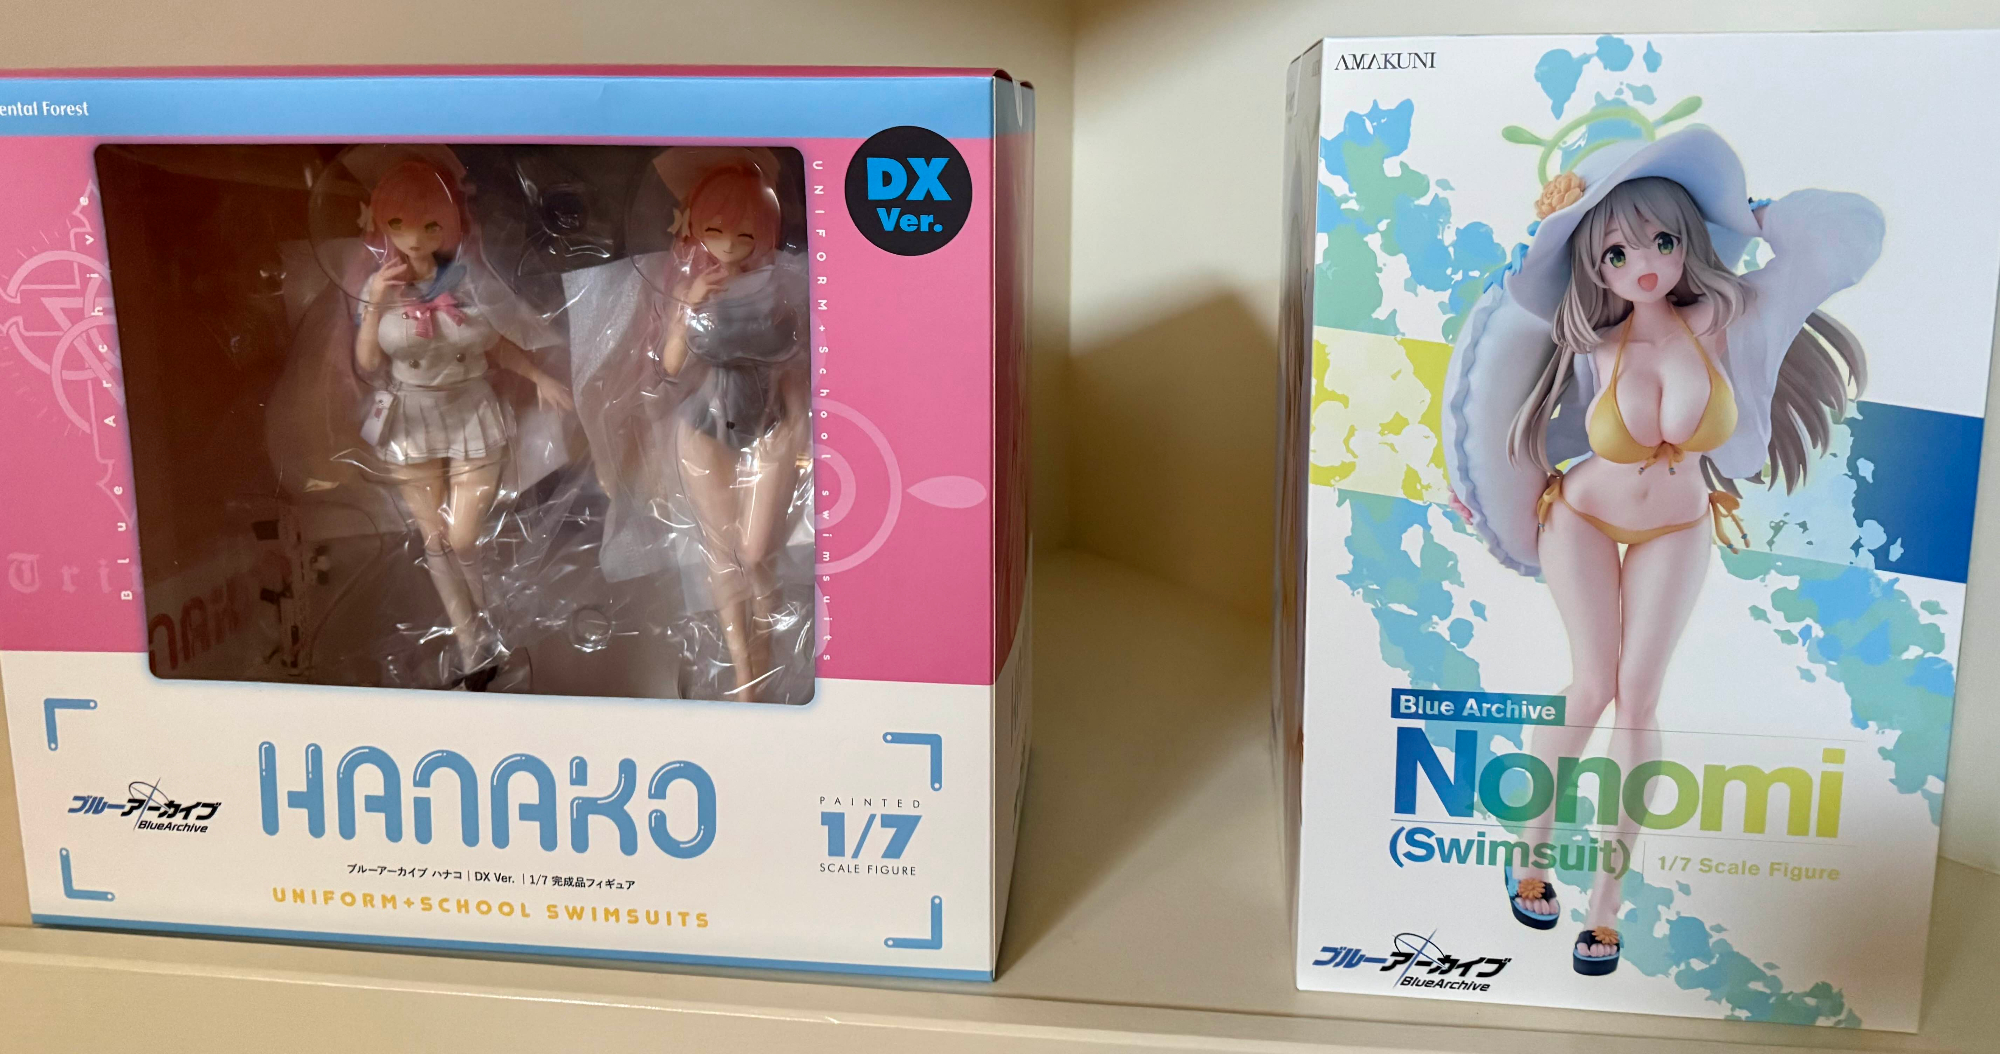 ental Forest
DX
Ver.
Blue Archive
UNIFORM+School swimsuits
Tri
HANAKO
ブルーアーカイブ
BlueArchive
PAINTED
1/7
SCALE FIGURE
ブルーアーカイブ ハナコ | DX Ver. | 1/7 完成品フィギュア
UNIFORM+SCHOOL SWIMSUITS
AMAKUNI
Blue Archive
Nonomi
(Swimsuit) | 1/7 Scale Figure
ブルーアーカイブ
BlueArchive